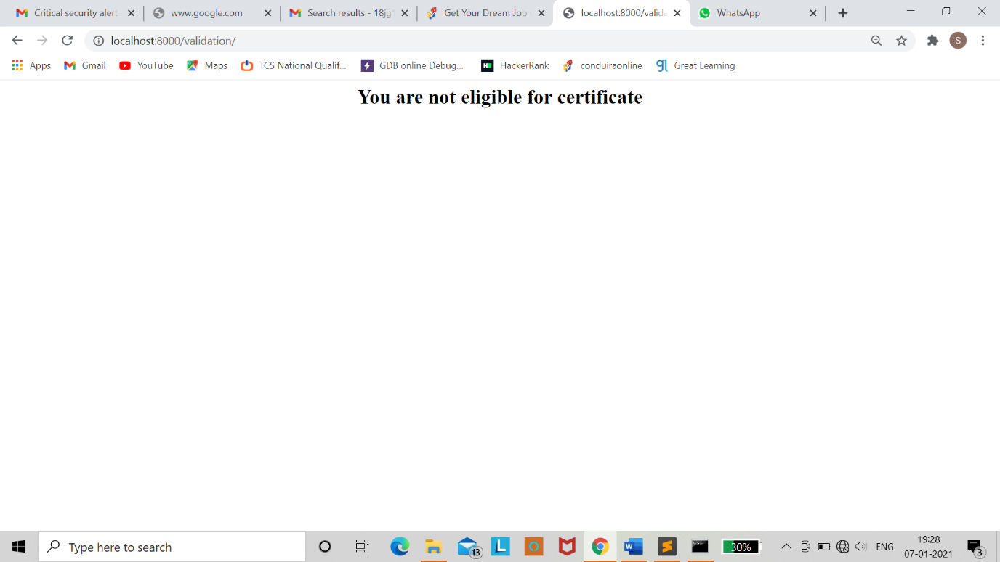 Critical security alert
www.google.com
Search results - 18jg
Get Your Dream Job
localhost:8000/valida
WhatsApp
localhost:8000/validation/
S
Apps
Gmail
YouTube
Maps
TCS National Qualif...
GDB online Debug...
HackerRank
conduiraonline
gl Great Learning
You are not eligible for certificate
Type here to search
13
L
W
30%
ENG
19:28
07-01-2021
3